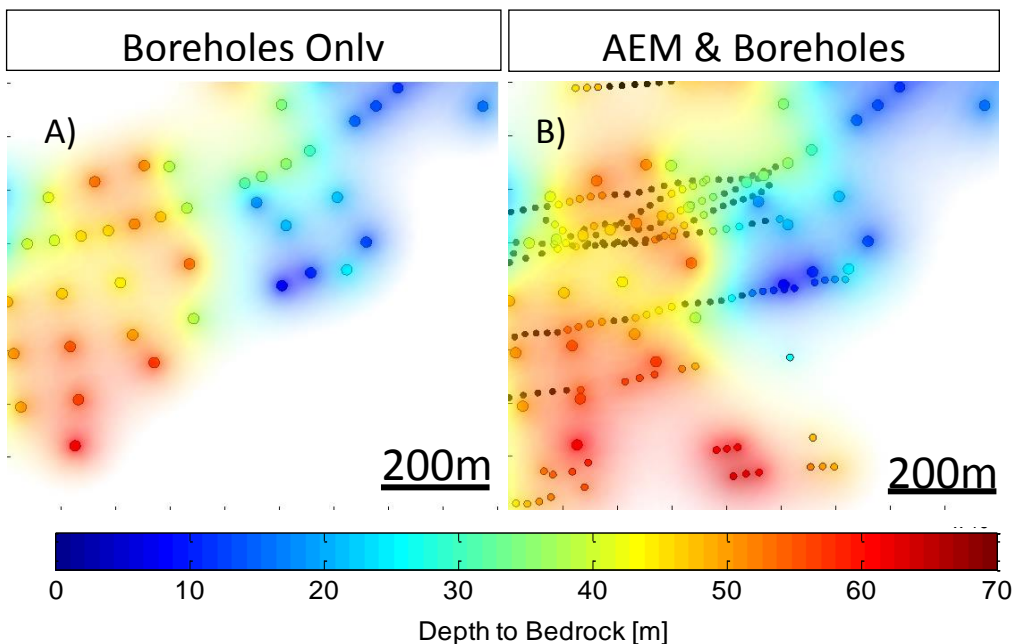 Boreholes Only
AEM & Boreholes
A)
B)
200m
200m
0 10 20 30 40 50 60 70
Depth to Bedrock [m]